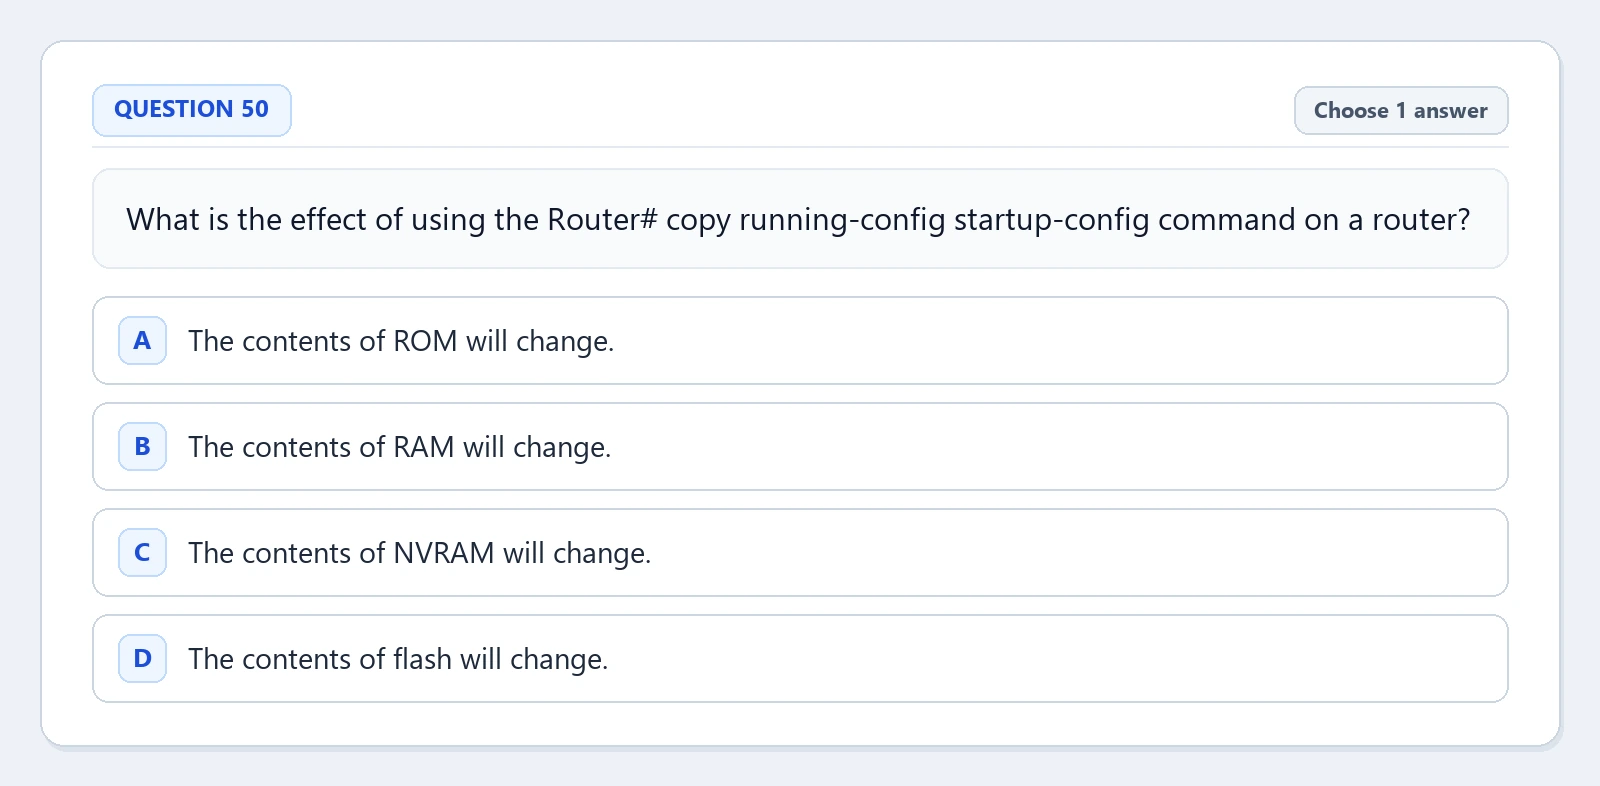 QUESTION 50
Choose 1 answer
What is the effect of using the Router# copy running-config startup-config command on a router?
A The contents of ROM will change.
B The contents of RAM will change.
C The contents of NVRAM will change.
D The contents of flash will change.